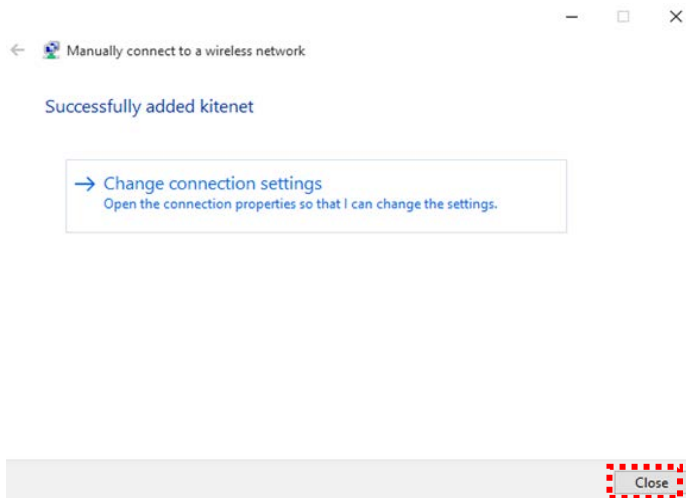 Manually connect to a wireless network
Successfully added kitenet
Change connection settings
Open the connection properties so that I can change the settings.
Close